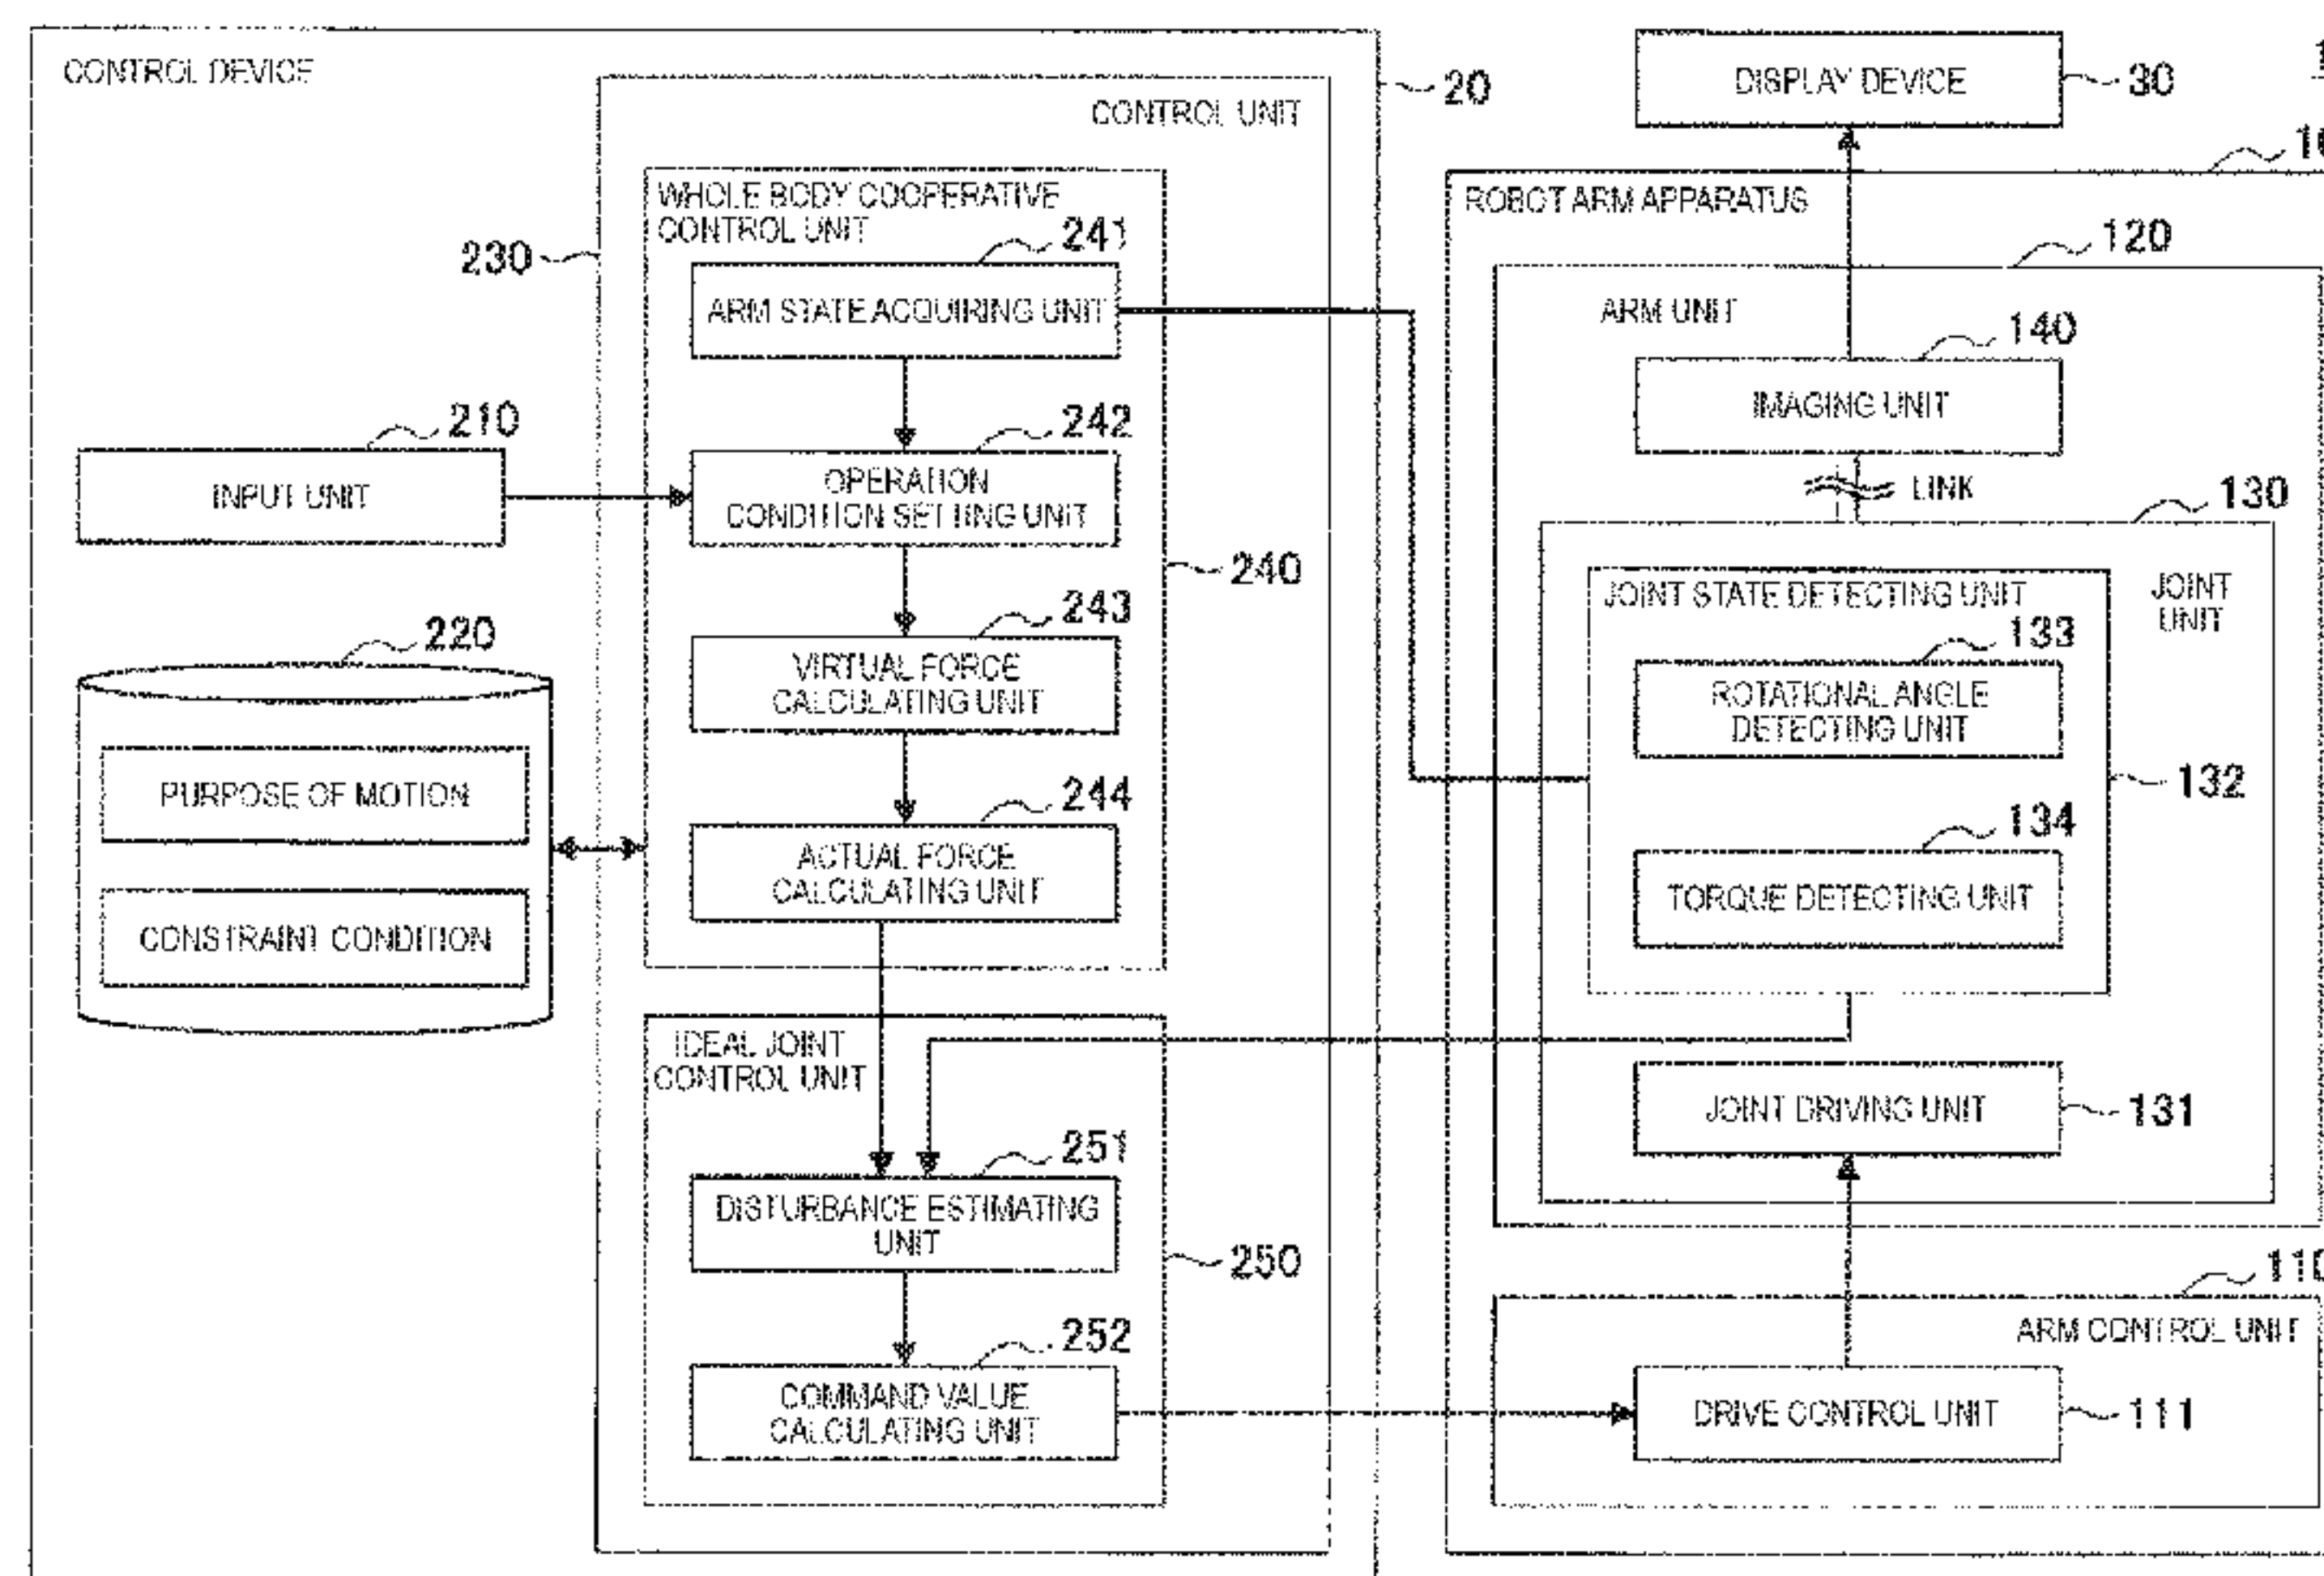 CONTROL DEVICE
20
CONTROL UNIT
230
WHOLE BODY COOPERATIVE
CONTROL UNIT
241
ARM STATE ACQUIRING UNIT
210
INPUT UNIT
242
OPERATION
CONDITION SETTING UNIT
240
243
VIRTUAL FORCE
CALCULATING UNIT
220
PURPOSE OF MOTION
CONSTRAINT CONDITION
244
ACTUAL FORCE
CALCULATING UNIT
IDEAL JOINT
CONTROL UNIT
251
DISTURBANCE ESTIMATING
UNIT
250
252
COMMAND VALUE
CALCULATING UNIT
DISPLAY DEVICE
30
ROBOT ARM APPARATUS
120
ARM UNIT
140
IMAGING UNIT
LINK
130
JOINT
UNIT
JOINT STATE DETECTING UNIT
133
ROTATIONAL ANGLE
DETECTING UNIT
132
134
TORQUE DETECTING UNIT
JOINT DRIVING UNIT
131
110
ARM CONTROL UNIT
DRIVE CONTROL UNIT
111